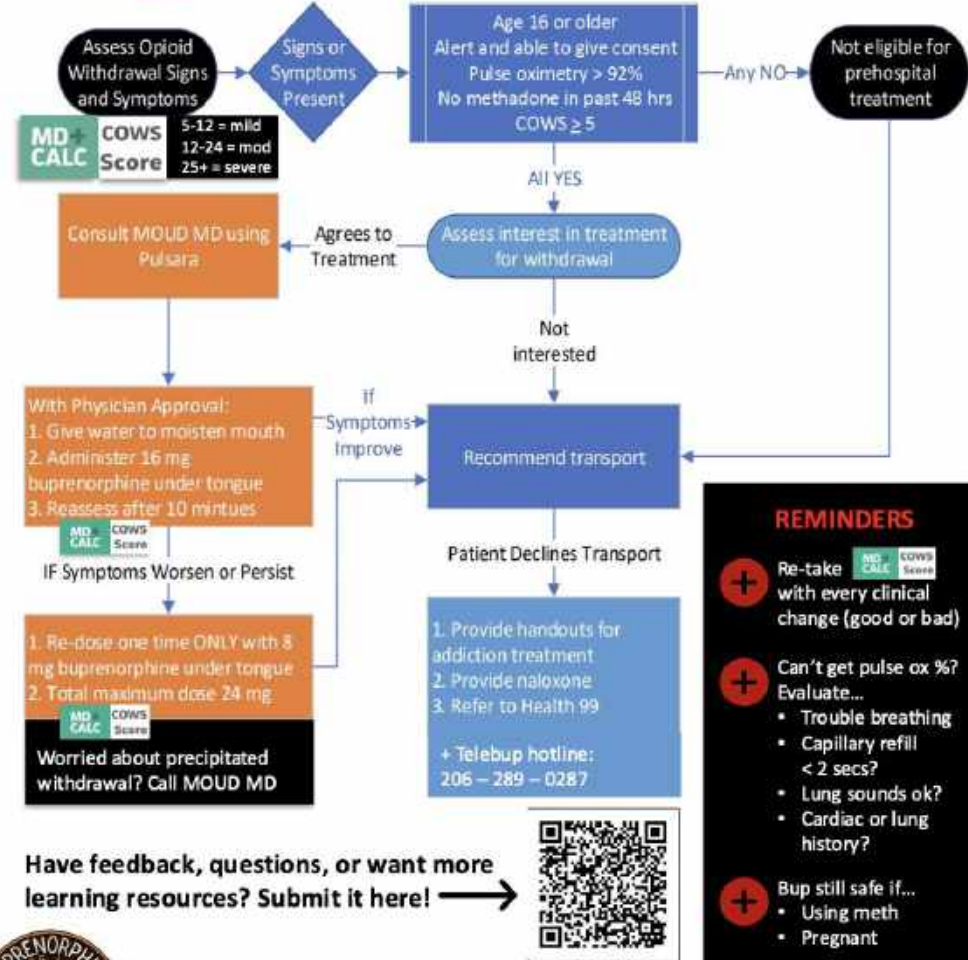 Assess Opioid
Withdrawal Signs
and Symptoms
MD+
CALC
COWS
Score
5-12 = mild
12-24 = mod
25+ = severe
Signs or
Symptoms
Present
Age 16 or older
Alert and able to give consent
Pulse oximetry > 92%
No methadone in past 48 hrs
COWS ≥ 5
Any NO
Not eligible for
prehospital
treatment
All YES
Assess interest in treatment
for withdrawal
Agrees to
Treatment
Consult MOUD MD using
Pulsara
Not
interested
With Physician Approval:
1. Give water to moisten mouth
2. Administer 16 mg
buprenorphine under tongue
3. Reassess after 10 mintues
MD+
CALC
COWS
Score
If
Symptoms
Improve
Recommend transport
IF Symptoms Worsen or Persist
1. Re-dose one time ONLY with 8
mg buprenorphine under tongue
2. Total maximum dose 24 mg
MD+
CALC
COWS
Score
Worried about precipitated
withdrawal? Call MOUD MD
Patient Declines Transport
1. Provide handouts for
addiction treatment
2. Provide naloxone
3. Refer to Health 99
+ Telebup hotline:
206 – 289 – 0287
REMINDERS
Re-take MD+ CALC COWS Score
with every clinical
change (good or bad)
Can't get pulse ox %?
Evaluate...
• Trouble breathing
• Capillary refill
< 2 secs?
• Lung sounds ok?
• Cardiac or lung
history?
Bup still safe if...
• Using meth
• Pregnant
Have feedback, questions, or want more
learning resources? Submit it here!